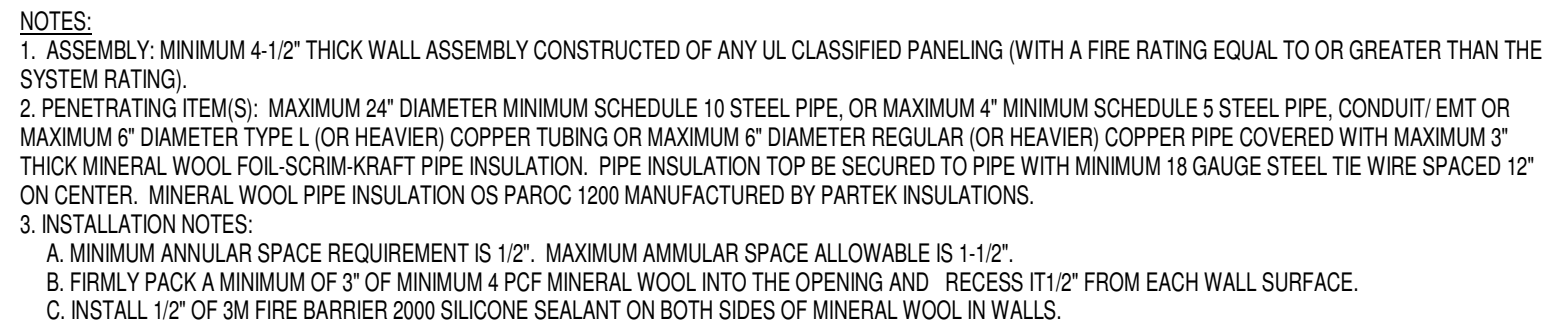 NOTES:
1. ASSEMBLY: MINIMUM 4-1/2" THICK WALL ASSEMBLY CONSTRUCTED OF ANY UL CLASSIFIED PANELING (WITH A FIRE RATING EQUAL TO OR GREATER THAN THE
SYSTEM RATING).
2. PENETRATING ITEM(S): MAXIMUM 24" DIAMETER MINIMUM SCHEDULE 10 STEEL PIPE, OR MAXIMUM 4" MINIMUM SCHEDULE 5 STEEL PIPE, CONDUIT/ EMT OR
MAXIMUM 6" DIAMETER TYPE L (OR HEAVIER) COPPER TUBING OR MAXIMUM 6" DIAMETER REGULAR (OR HEAVIER) COPPER PIPE COVERED WITH MAXIMUM 3"
THICK MINERAL WOOL FOIL-SCRIM-KRAFT PIPE INSULATION. PIPE INSULATION TOP BE SECURED TO PIPE WITH MINIMUM 18 GAUGE STEEL TIE WIRE SPACED 12"
ON CENTER. MINERAL WOOL PIPE INSULATION OS PAROC 1200 MANUFACTURED BY PARTEK INSULATIONS.
3. INSTALLATION NOTES:
A. MINIMUM ANNULAR SPACE REQUIREMENT IS 1/2". MAXIMUM AMMULAR SPACE ALLOWABLE IS 1-1/2".
B. FIRMLY PACK A MINIMUM OF 3" OF MINIMUM 4 PCF MINERAL WOOL INTO THE OPENING AND RECESS IT1/2" FROM EACH WALL SURFACE.
C. INSTALL 1/2" OF 3M FIRE BARRIER 2000 SILICONE SEALANT ON BOTH SIDES OF MINERAL WOOL IN WALLS.